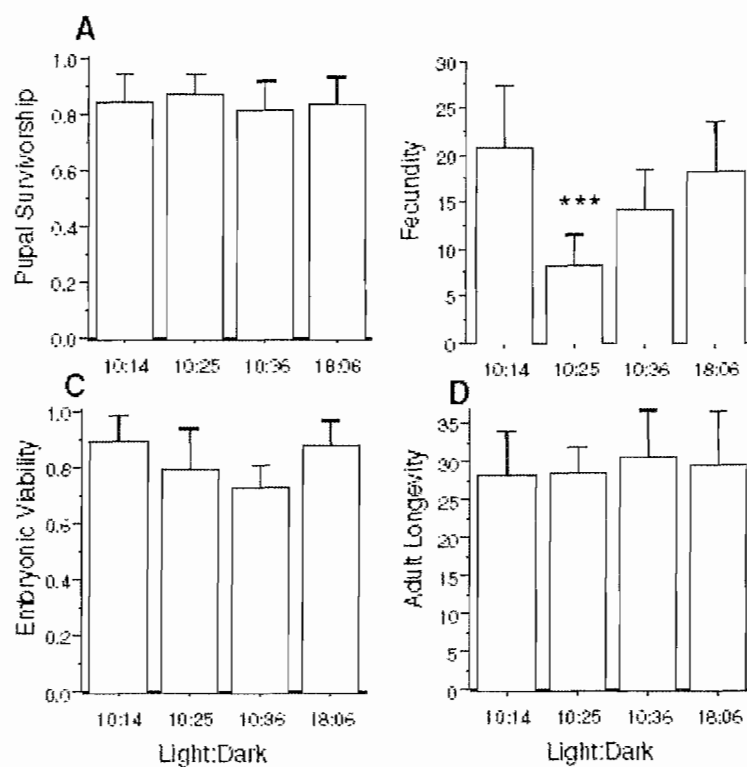 A
Pupal Survivorship
1.0
0.8
0.6
0.4
0.2
0.0
10:14 10:25 10:36 18:06
Fecundity
30
25
20
15
10
5
0
***
10:14 10:25 10:36 18:06
C
Embryonic Viability
1.0
0.8
0.6
0.4
0.2
0.0
10:14 10:25 10:36 18:06
Light:Dark
D
Adult Longevity
35
30
25
20
15
10
5
0
10:14 10:25 10:36 18:06
Light:Dark